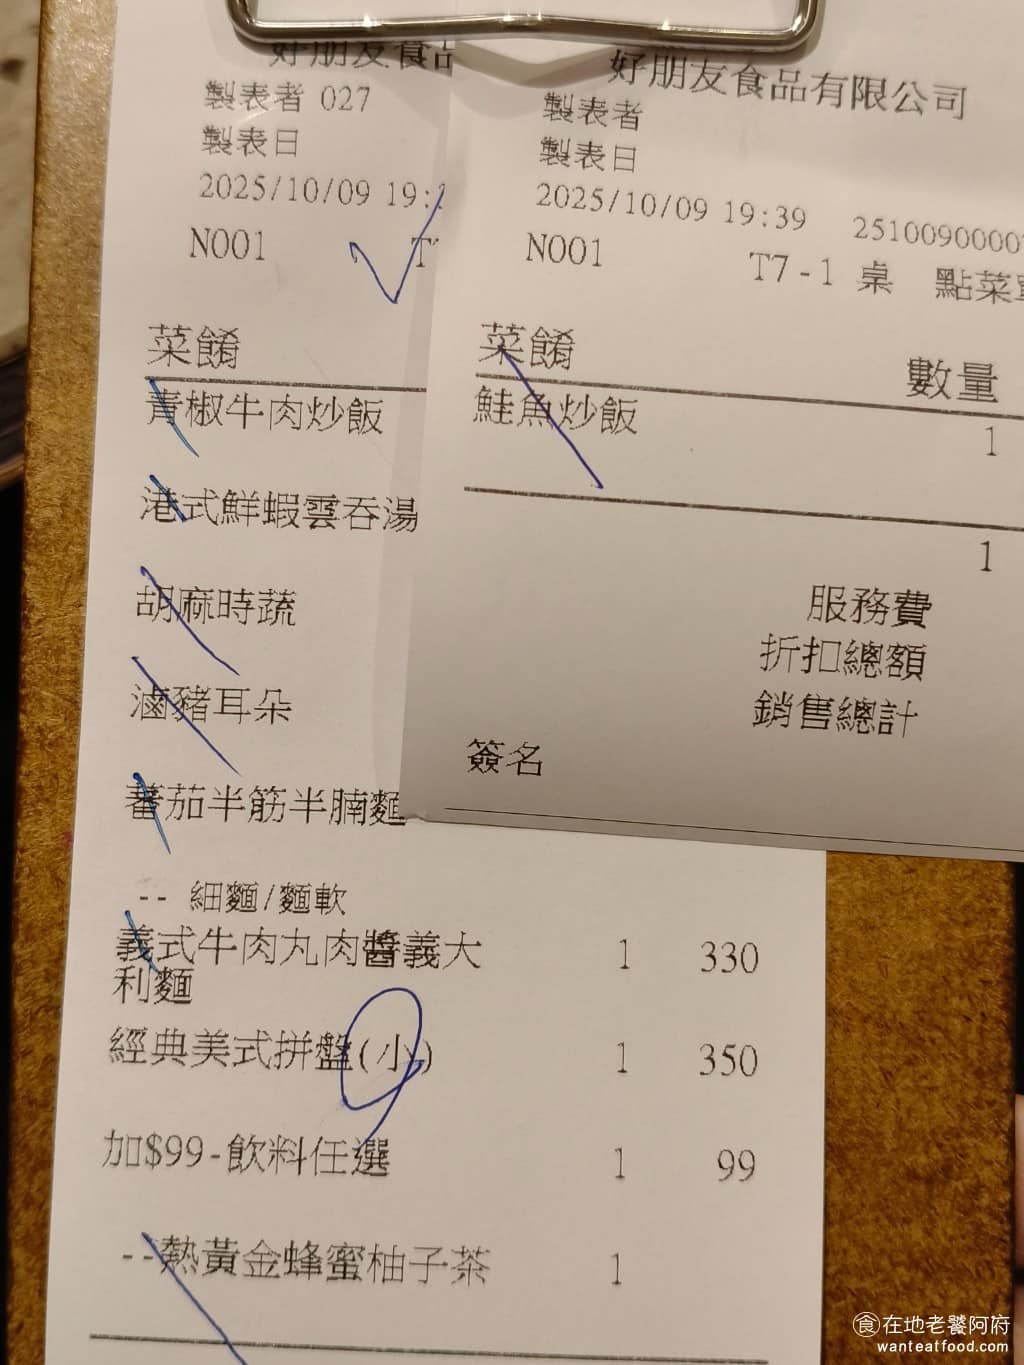 好朋友食品
製表者 027
製表日
2025/10/09 19:
N001
菜餚
青椒牛肉炒飯
港式鮮蝦雲吞湯
胡麻時蔬
滷豬耳朵
蕃茄半筋半腩麵
-- 細麵/麵軟
義式牛肉丸肉醬義大 1 330
利麵
經典美式拼盤(小) 1 350
加$99-飲料任選 1 99
--熱黃金蜂蜜柚子茶 1
好朋友食品有限公司
製表者
製表日
2025/10/09 19:39 2510090000
N001 T7-1 桌 點菜單
菜餚 數量
鮭魚炒飯 1
1
服務費
折扣總額
銷售總計
簽名
食在地老饕阿府
wanteatfood.com